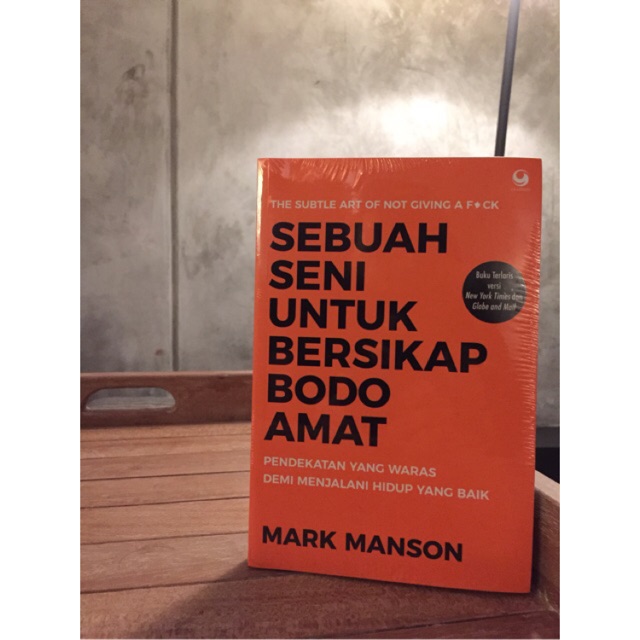 THE SUBTLE ART OF NOT GIVING A F♦CK
SEBUAH
SENI
UNTUK
BERSIKAP
BODO
AMAT
Buku Terlaris
versi
New York Times dan
Globe and Mail
PENDEKATAN YANG WARAS
DEMI MENJALANI HIDUP YANG BAIK
MARK MANSON